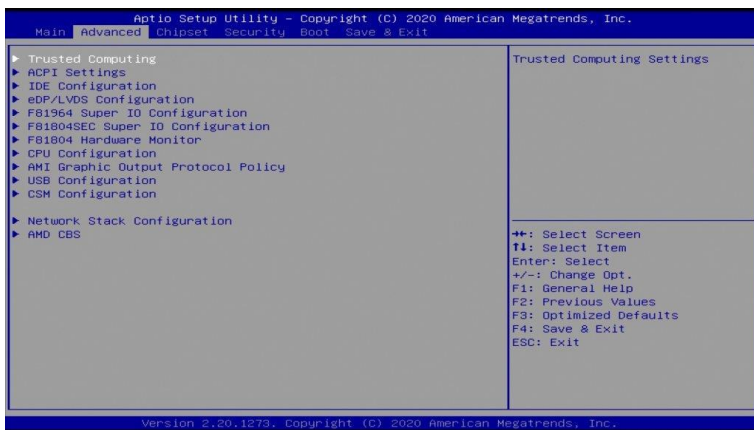 Aptio Setup Utility – Copyright (C) 2020 American Megatrends, Inc.
Main Advanced Chipset Security Boot Save & Exit
▶ Trusted Computing
▶ ACPI Settings
▶ IDE Configuration
▶ eDP/LVDS Configuration
▶ F81964 Super IO Configuration
▶ F81804SEC Super IO Configuration
▶ F81804 Hardware Monitor
▶ CPU Configuration
▶ AMI Graphic Output Protocol Policy
▶ USB Configuration
▶ CSM Configuration
▶ Network Stack Configuration
▶ AMD CBS
Trusted Computing Settings
→←: Select Screen
↑↓: Select Item
Enter: Select
+/-: Change Opt.
F1: General Help
F2: Previous Values
F3: Optimized Defaults
F4: Save & Exit
ESC: Exit
Version 2.20.1273. Copyright (C) 2020 American Megatrends, Inc.